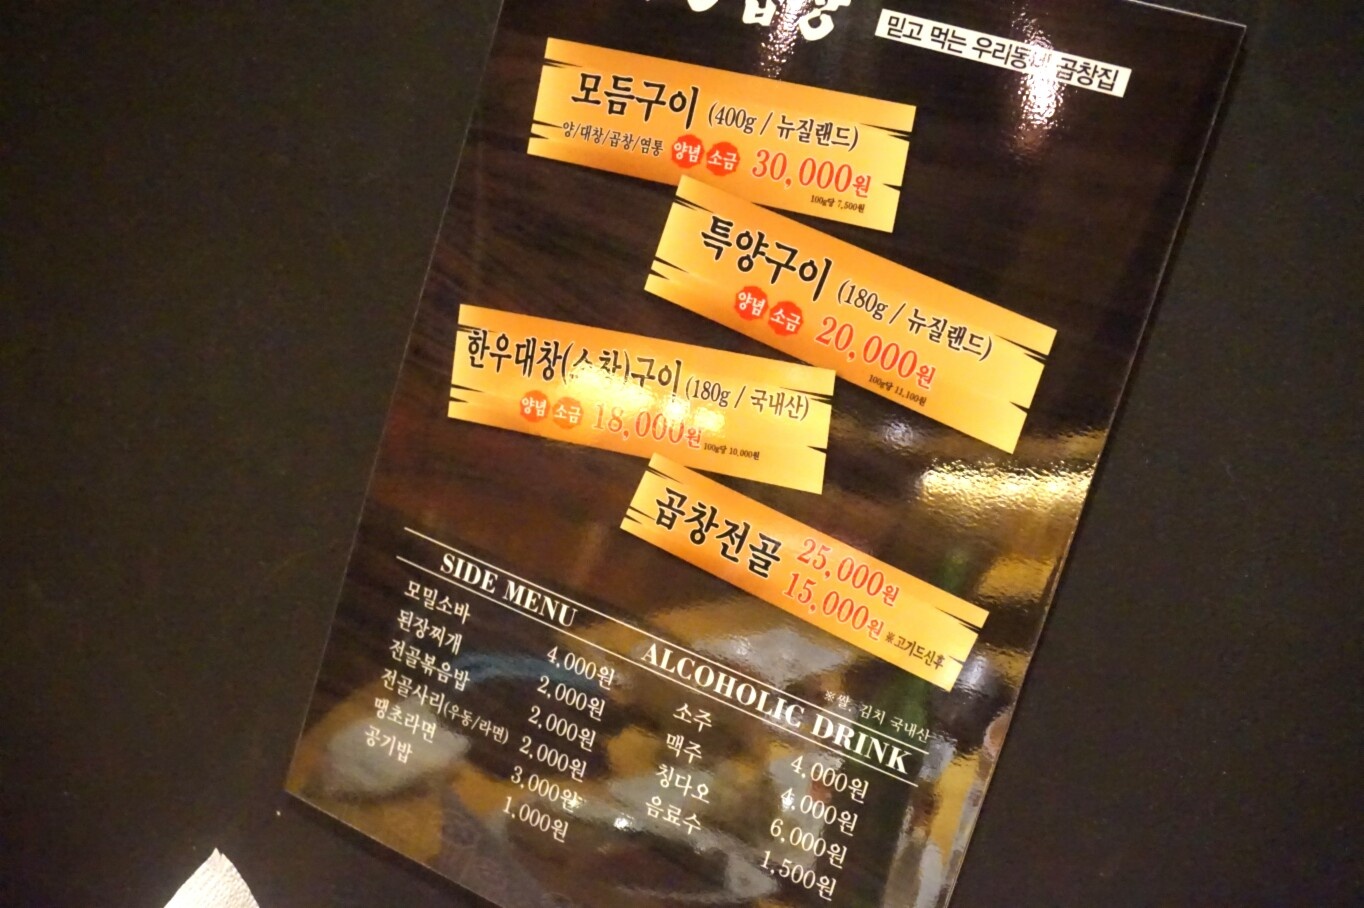 곱창
믿고 먹는 우리동네 곱창집
모듬구이 (400g / 뉴질랜드)
양/대창/곱창/염통 양념 소금 30,000원
100g당 7,500원
특양구이 (180g / 뉴질랜드)
양념 소금 20,000원
100g당 11,100원
한우대창(소창)구이 (180g / 국내산)
양념 소금 18,000원 100g당 10,000원
곱창전골 25,000원
15,000원 ※고기드신후
※쌀, 김치 국내산
SIDE MENU
모밀소바 4,000원
된장찌개 2,000원
전골볶음밥 2,000원
전골사리(우동/라면) 2,000원
땡초라면 3,000원
공기밥 1,000원
ALCOHOLIC DRINK
소주 4,000원
맥주 4,000원
칭다오 6,000원
음료수 1,500원